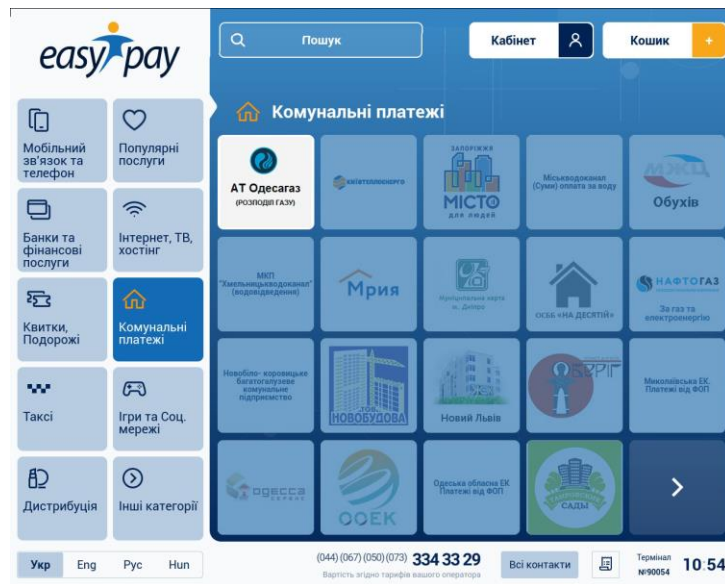 easypay
Пошук
Кабінет
Кошик
+
Комунальні платежі
Мобільний
зв'язок та
телефон
Популярні
послуги
Банки та
фінансові
послуги
Інтернет, ТВ,
хостінг
Квитки,
Подорожі
Комунальні
платежі
Таксі
Ігри та Соц.
мережі
Дистрибуція
Інші категорії
АТ Одесагаз
(РОЗПОДІЛ ГАЗУ)
КИЇВТЕПЛОЕНЕРГО
ЗАПОРІЖЖЯ
МІСТО
для людей
Міськводоканал
(Суми) оплата за воду
МЖЦ
Обухів
МКП
"Хмельницькводоканал"
(водовідведення)
Мрия
Муніципальна карта
м. Дніпро
ОСББ «НА ДЕСЯТІЙ»
НАФТОГАЗ
За газ та
електроенергію
Новобіло- коровицьке
багатогалузеве
комунальне
підприємство
ТОВ
НОВОБУДОВА
Новий Львів
ОБЕРІГ
Миколаївська ЕК.
Платежі від ФОП
одесса
сервис
ООЕК
Одеська обласна ЕК
Платежі від ФОП
САДЫ
Укр Eng Рус Hun
(044) (067) (050) (073) 334 33 29
Вартість згідно тарифів вашого оператора
Всі контакти
Термінал
№90054
10:54